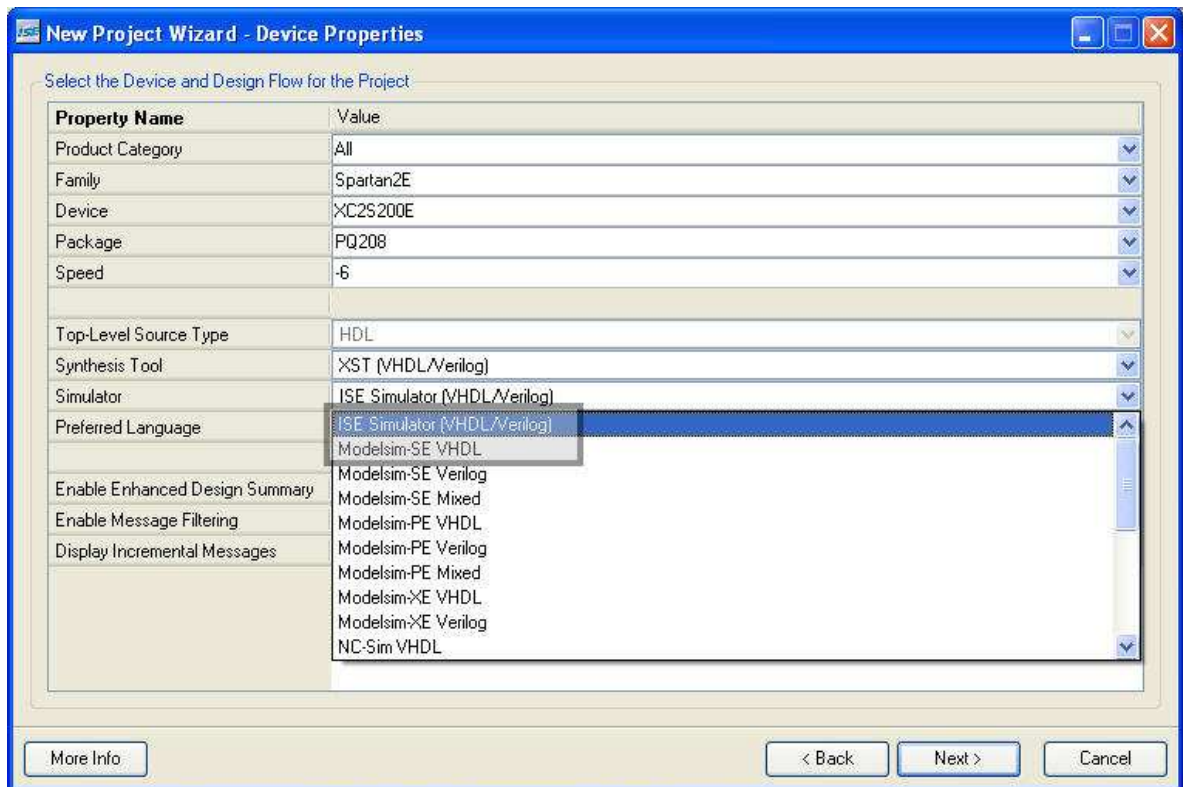 ISE New Project Wizard - Device Properties
Select the Device and Design Flow for the Project
Property Name Value
Product Category All
Family Spartan2E
Device XC2S200E
Package PQ208
Speed -6
Top-Level Source Type HDL
Synthesis Tool XST (VHDL/Verilog)
Simulator ISE Simulator (VHDL/Verilog)
Preferred Language ISE Simulator (VHDL/Verilog)
Modelsim-SE VHDL
Modelsim-SE Verilog
Enable Enhanced Design Summary
Modelsim-SE Mixed
Enable Message Filtering Modelsim-PE VHDL
Display Incremental Messages Modelsim-PE Verilog
Modelsim-PE Mixed
Modelsim-XE VHDL
Modelsim-XE Verilog
NC-Sim VHDL
More Info < Back Next > Cancel